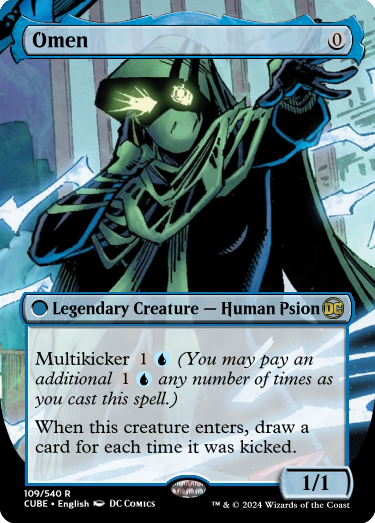 Omen 0
Legendary Creature — Human Psion DC
Multikicker 1 (You may pay an
additional 1 any number of times as
you cast this spell.)
When this creature enters, draw a
card for each time it was kicked.
1/1
109/540 R
CUBE • English DC COMICS
™ & © 2024 Wizards of the Coast